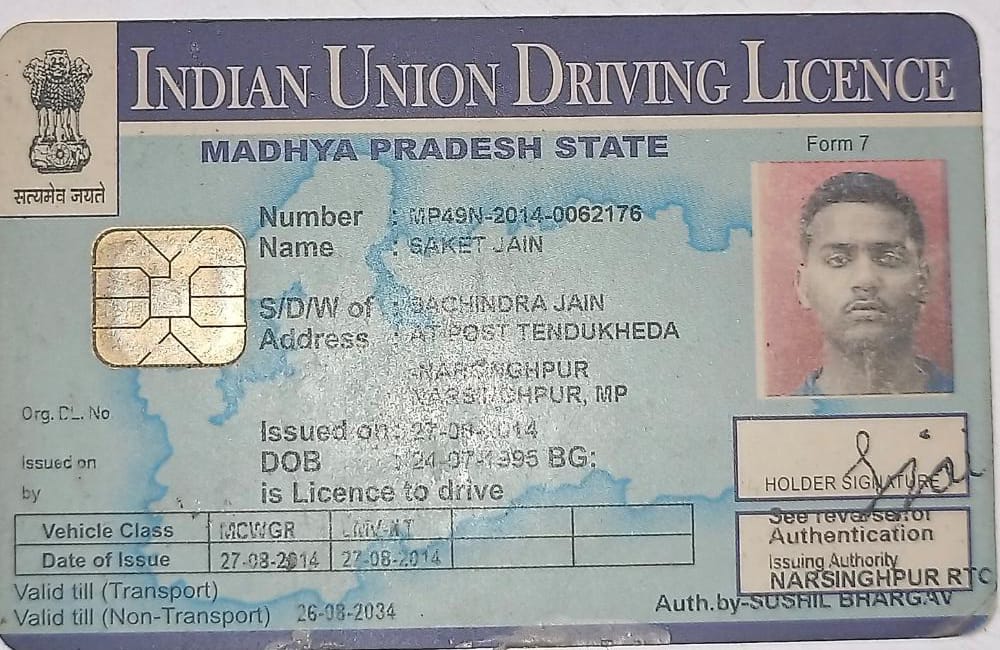 INDIAN UNION DRIVING LICENCE
सत्यमेव जयते
MADHYA PRADESH STATE
Form 7
Number : MP49N-2014-0062176
Name : SAKET JAIN
S/D/W of : SACHINDRA JAIN
Address : AT POST TENDUKHEDA
NARSINGHPUR
NARSINGHPUR, MP
Org. DL. No
Issued on : 27-08-2014
DOB : 24-07-1995 BG:
Issued on
by
is Licence to drive
HOLDER SIGNATURE
Vehicle Class MCWGR LMV-NT
Date of Issue 27-08-2014 27-08-2014
See reverse for
Authentication
Issuing Authority
NARSINGHPUR RTO
Valid till (Transport)
Valid till (Non-Transport) 26-08-2034
Auth.by-SUSHIL BHARGAV